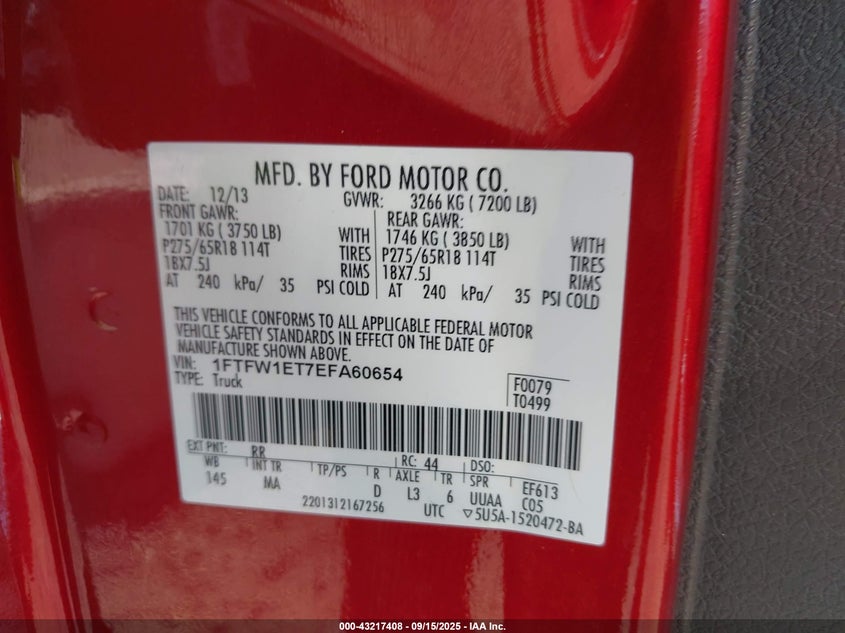 MFD. BY FORD MOTOR CO.
DATE: 12/13 GVWR: 3266 KG ( 7200 LB)
FRONT GAWR: REAR GAWR:
1701 KG ( 3750 LB) WITH 1746 KG ( 3850 LB) WITH
P275/65R18 114T TIRES P275/65R18 114T TIRES
18X7.5J RIMS 18X7.5J RIMS
AT 240 kPa/ 35 PSI COLD AT 240 kPa/ 35 PSI COLD
THIS VEHICLE CONFORMS TO ALL APPLICABLE FEDERAL MOTOR
VEHICLE SAFETY STANDARDS IN EFFECT ON THE DATE OF
MANUFACTURE SHOWN ABOVE.
VIN: 1FTFW1ET7EFA60654
TYPE: Truck
F0079
T0499
EXT PNT: RR RC: 44 DSO:
WB INT TR TP/PS R AXLE TR SPR EF613
145 MA D L3 6 UUAA C05
2201312167256 UTC ▽5U5A-1520472-BA
000-43217408 - 09/15/2025 - IAA Inc.